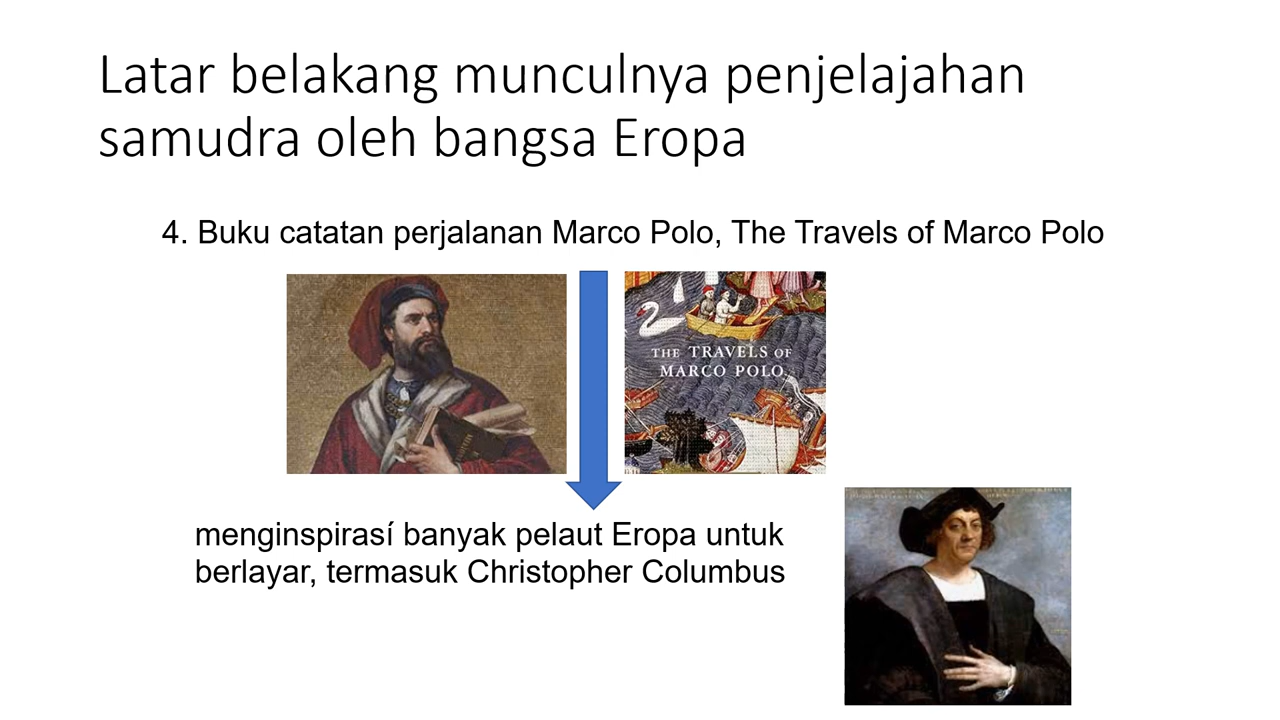 Latar belakang munculnya penjelajahan
samudra oleh bangsa Eropa
4. Buku catatan perjalanan Marco Polo, The Travels of Marco Polo
THE TRAVELS OF
MARCO POLO
menginspirasí banyak pelaut Eropa untuk
berlayar, termasuk Christopher Columbus